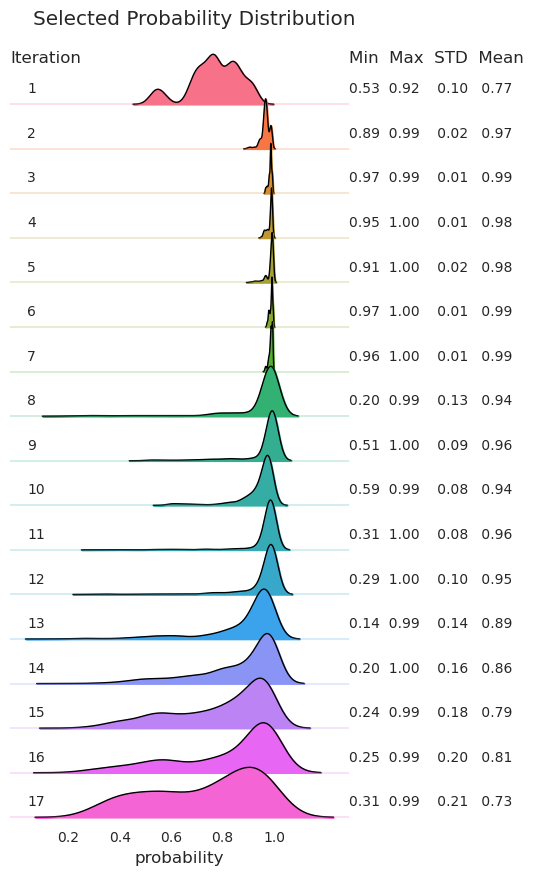 Selected Probability Distribution
Iteration Min Max STD Mean
1 0.53 0.92 0.10 0.77
2 0.89 0.99 0.02 0.97
3 0.97 0.99 0.01 0.99
4 0.95 1.00 0.01 0.98
5 0.91 1.00 0.02 0.98
6 0.97 1.00 0.01 0.99
7 0.96 1.00 0.01 0.99
8 0.20 0.99 0.13 0.94
9 0.51 1.00 0.09 0.96
10 0.59 0.99 0.08 0.94
11 0.31 1.00 0.08 0.96
12 0.29 1.00 0.10 0.95
13 0.14 0.99 0.14 0.89
14 0.20 1.00 0.16 0.86
15 0.24 0.99 0.18 0.79
16 0.25 0.99 0.20 0.81
17 0.31 0.99 0.21 0.73
0.2 0.4 0.6 0.8 1.0
probability